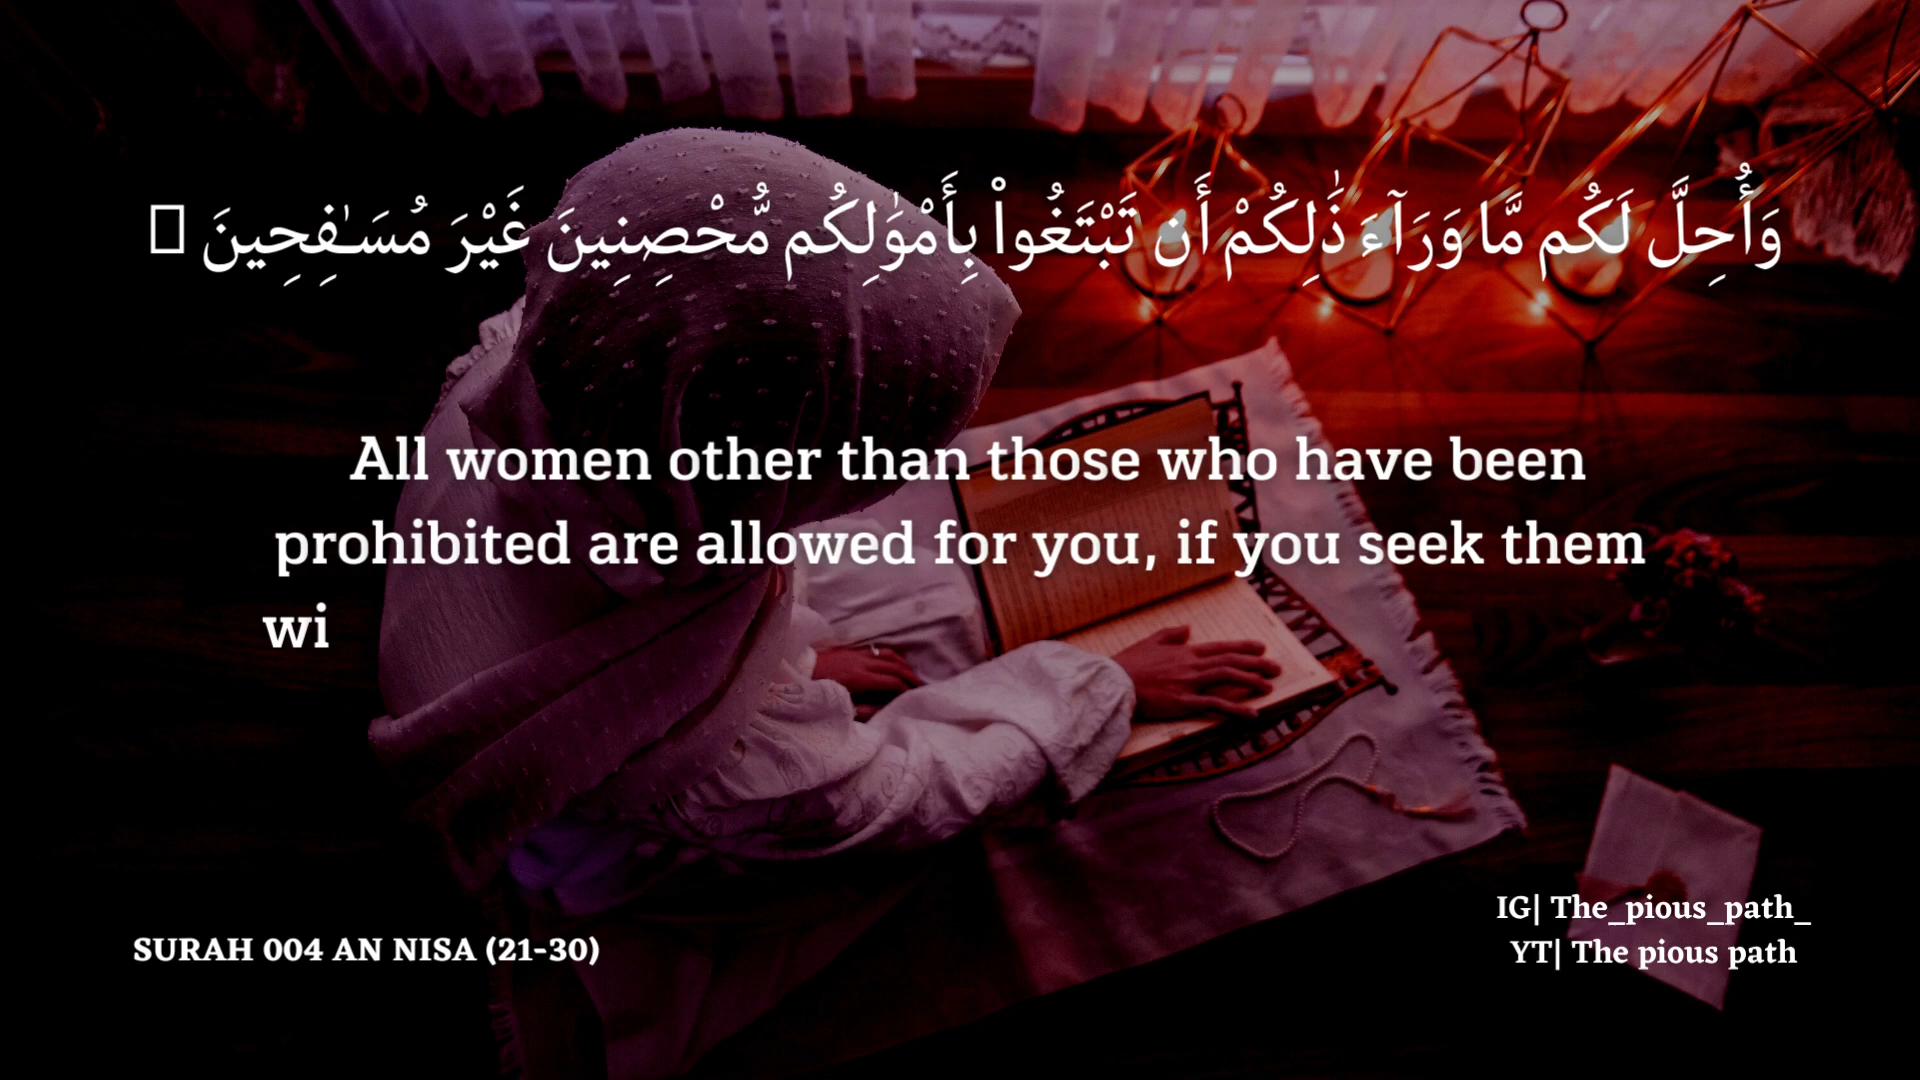 وَأُحِلَّ لَكُم مَّا وَرَآءَ ذَٰلِكُمْ أَن تَبْتَغُوا۟ بِأَمْوَٰلِكُم مُّحْصِنِينَ غَيْرَ مُسَـٰفِحِينَ
All women other than those who have been
prohibited are allowed for you, if you seek them
wi
SURAH 004 AN NISA (21-30)
IG| The_pious_path_
YT| The pious path